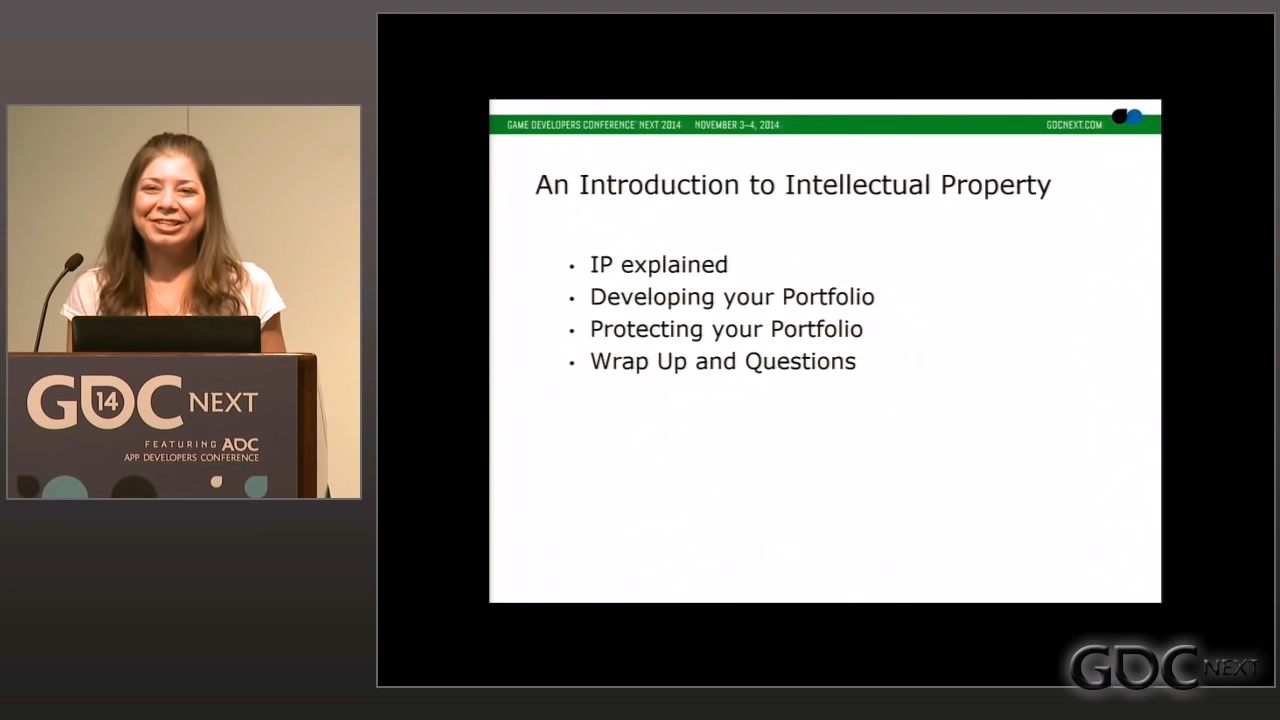 GAME DEVELOPERS CONFERENCE NEXT 2014 NOVEMBER 3–4, 2014 GDCNEXT.COM
An Introduction to Intellectual Property
• IP explained
• Developing your Portfolio
• Protecting your Portfolio
• Wrap Up and Questions
GDC 14 NEXT
FEATURING ADC
APP DEVELOPERS CONFERENCE
GDC NEXT